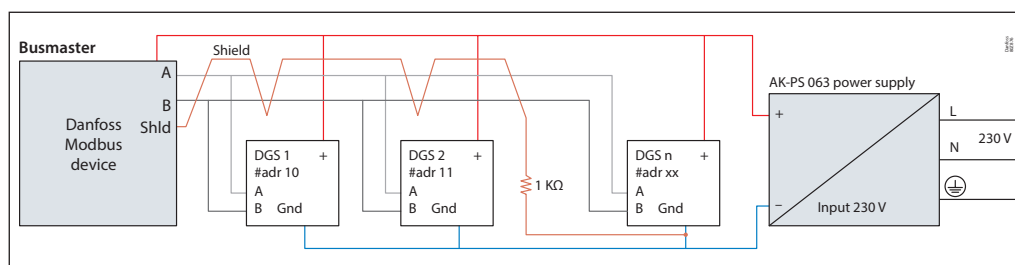 Busmaster
A
B
Shld
Danfoss
Modbus
device
Shield
DGS 1
#adr 10
+
A
B
Gnd
DGS 2
#adr 11
+
A
B
Gnd
1 KΩ
DGS n
#adr xx
+
A
B
Gnd
AK-PS 063 power supply
+
−
Input 230 V
L
N
230 V
Danfoss